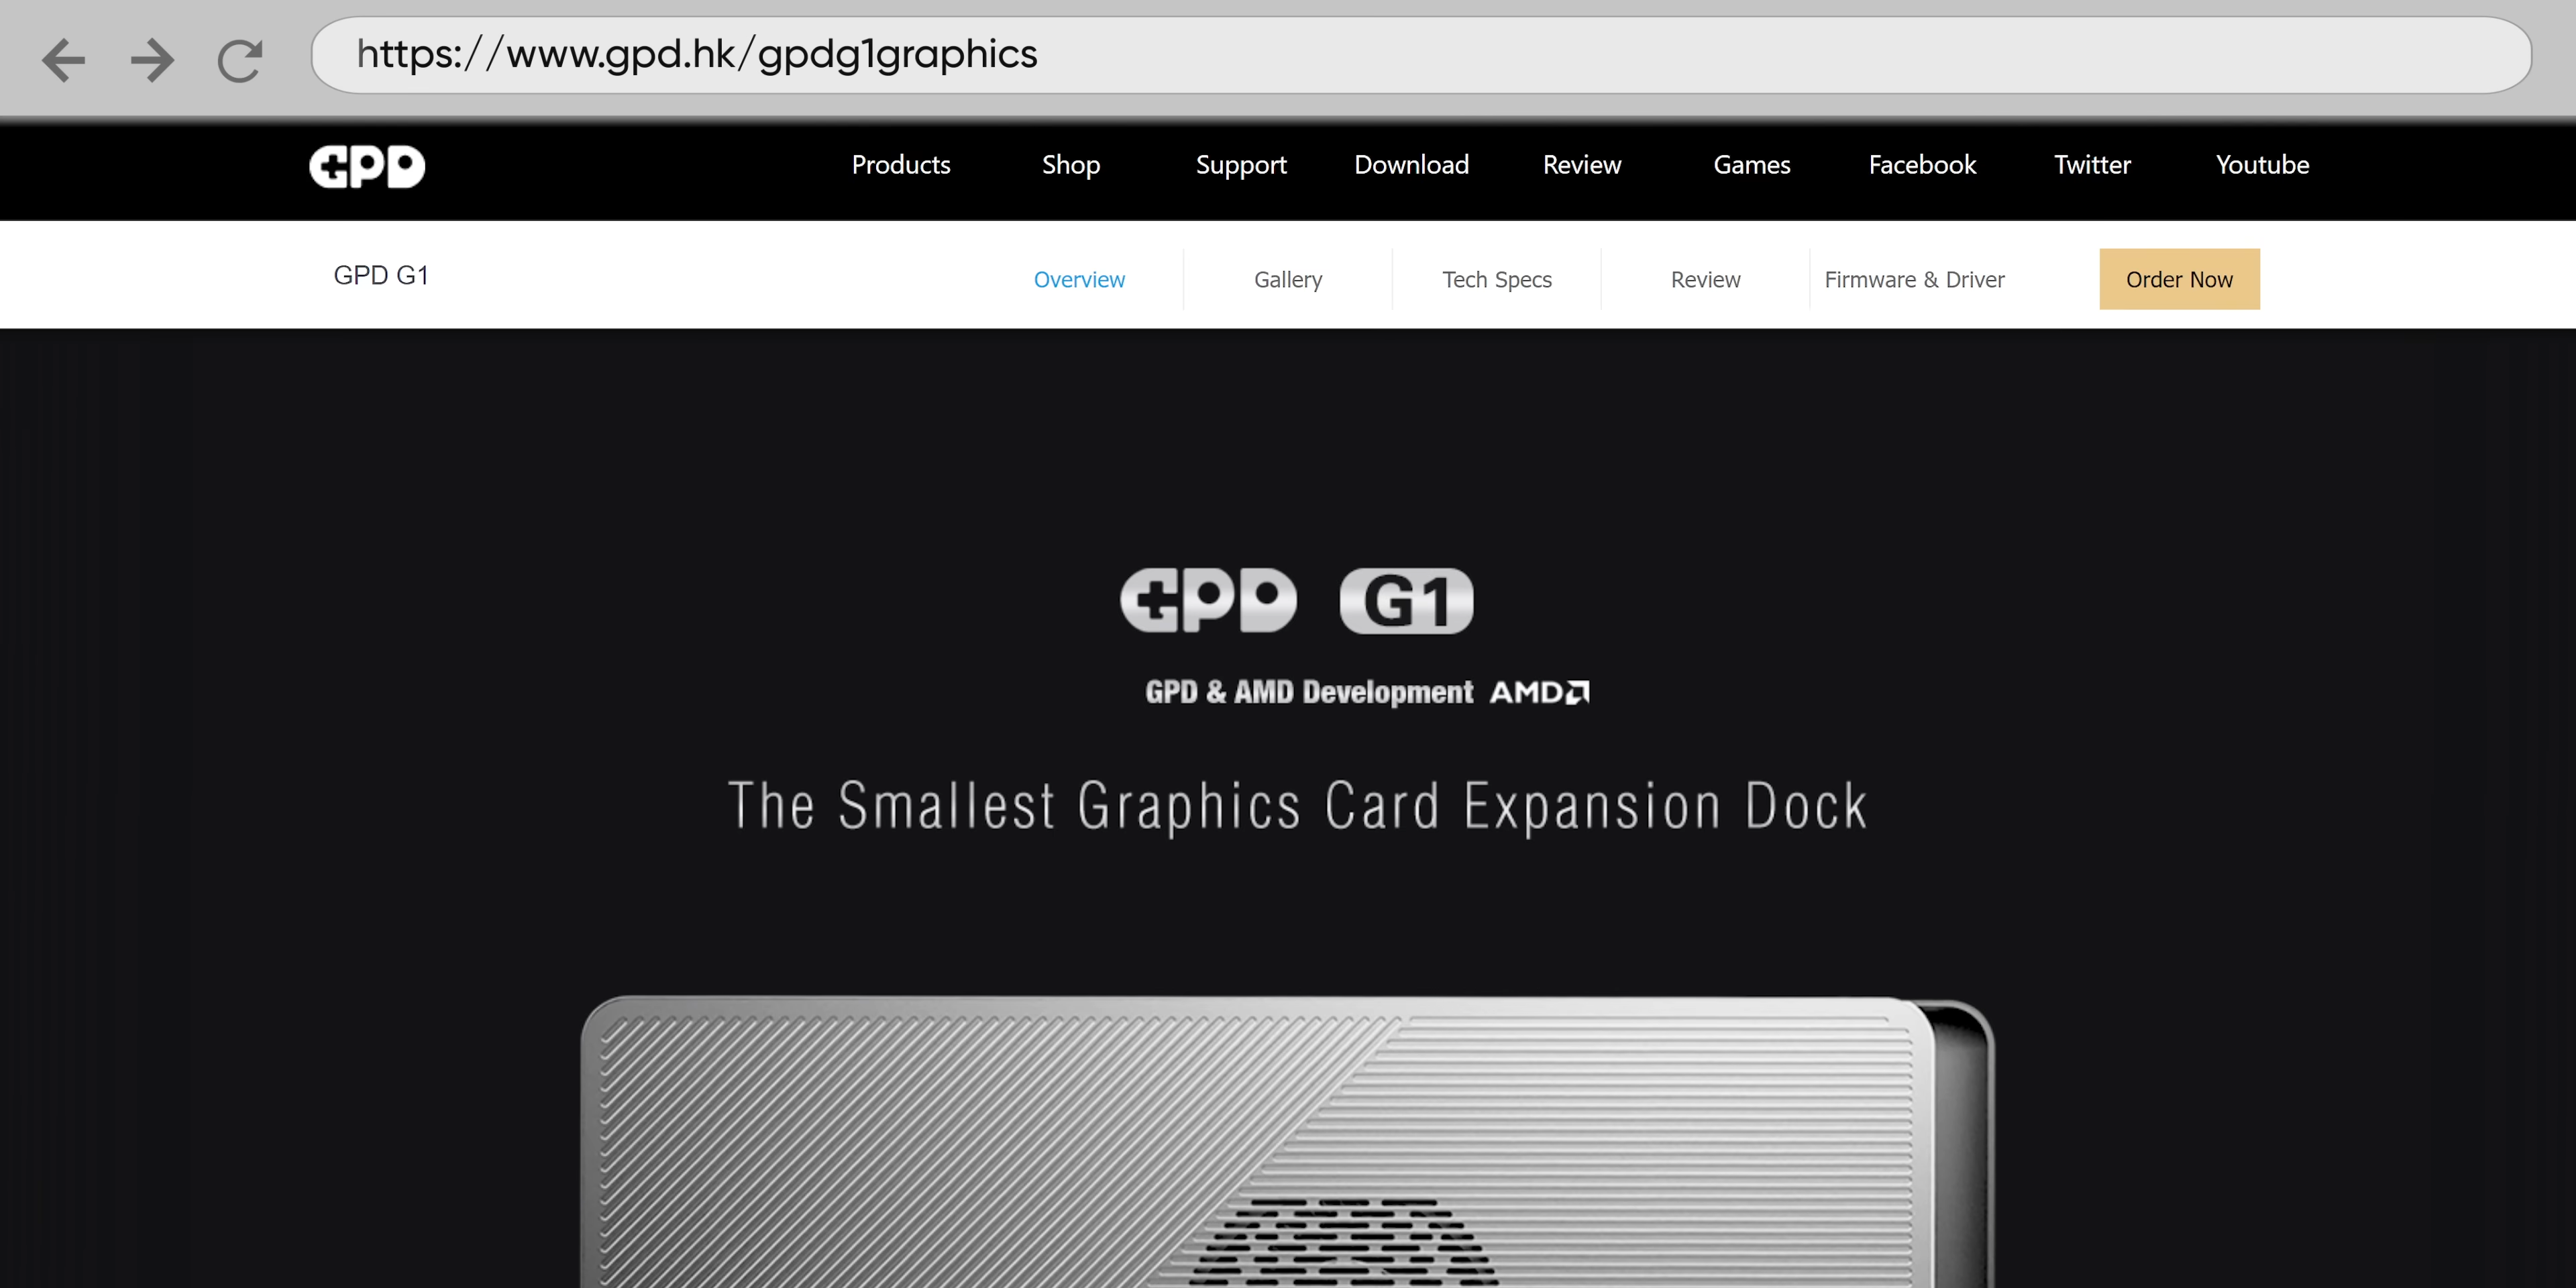 https://www.gpd.hk/gpdg1graphics
GPD Products Shop Support Download Review Games Facebook Twitter Youtube
GPD G1 Overview Gallery Tech Specs Review Firmware & Driver Order Now
GPD G1
GPD & AMD Development AMD
The Smallest Graphics Card Expansion Dock